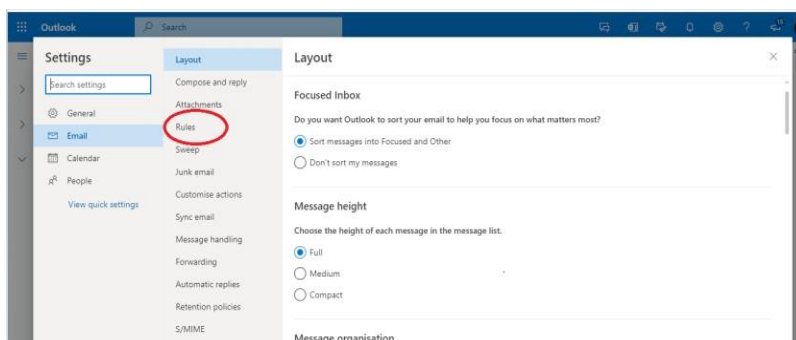 Outlook
Search
Settings
Search settings
General
Email
Calendar
People
View quick settings
Layout
Compose and reply
Attachments
Rules
Sweep
Junk email
Customise actions
Sync email
Message handling
Forwarding
Automatic replies
Retention policies
S/MIME
Layout
Focused Inbox
Do you want Outlook to sort your email to help you focus on what matters most?
Sort messages into Focused and Other
Don't sort my messages
Message height
Choose the height of each message in the message list.
Full
Medium
Compact
Message organisation